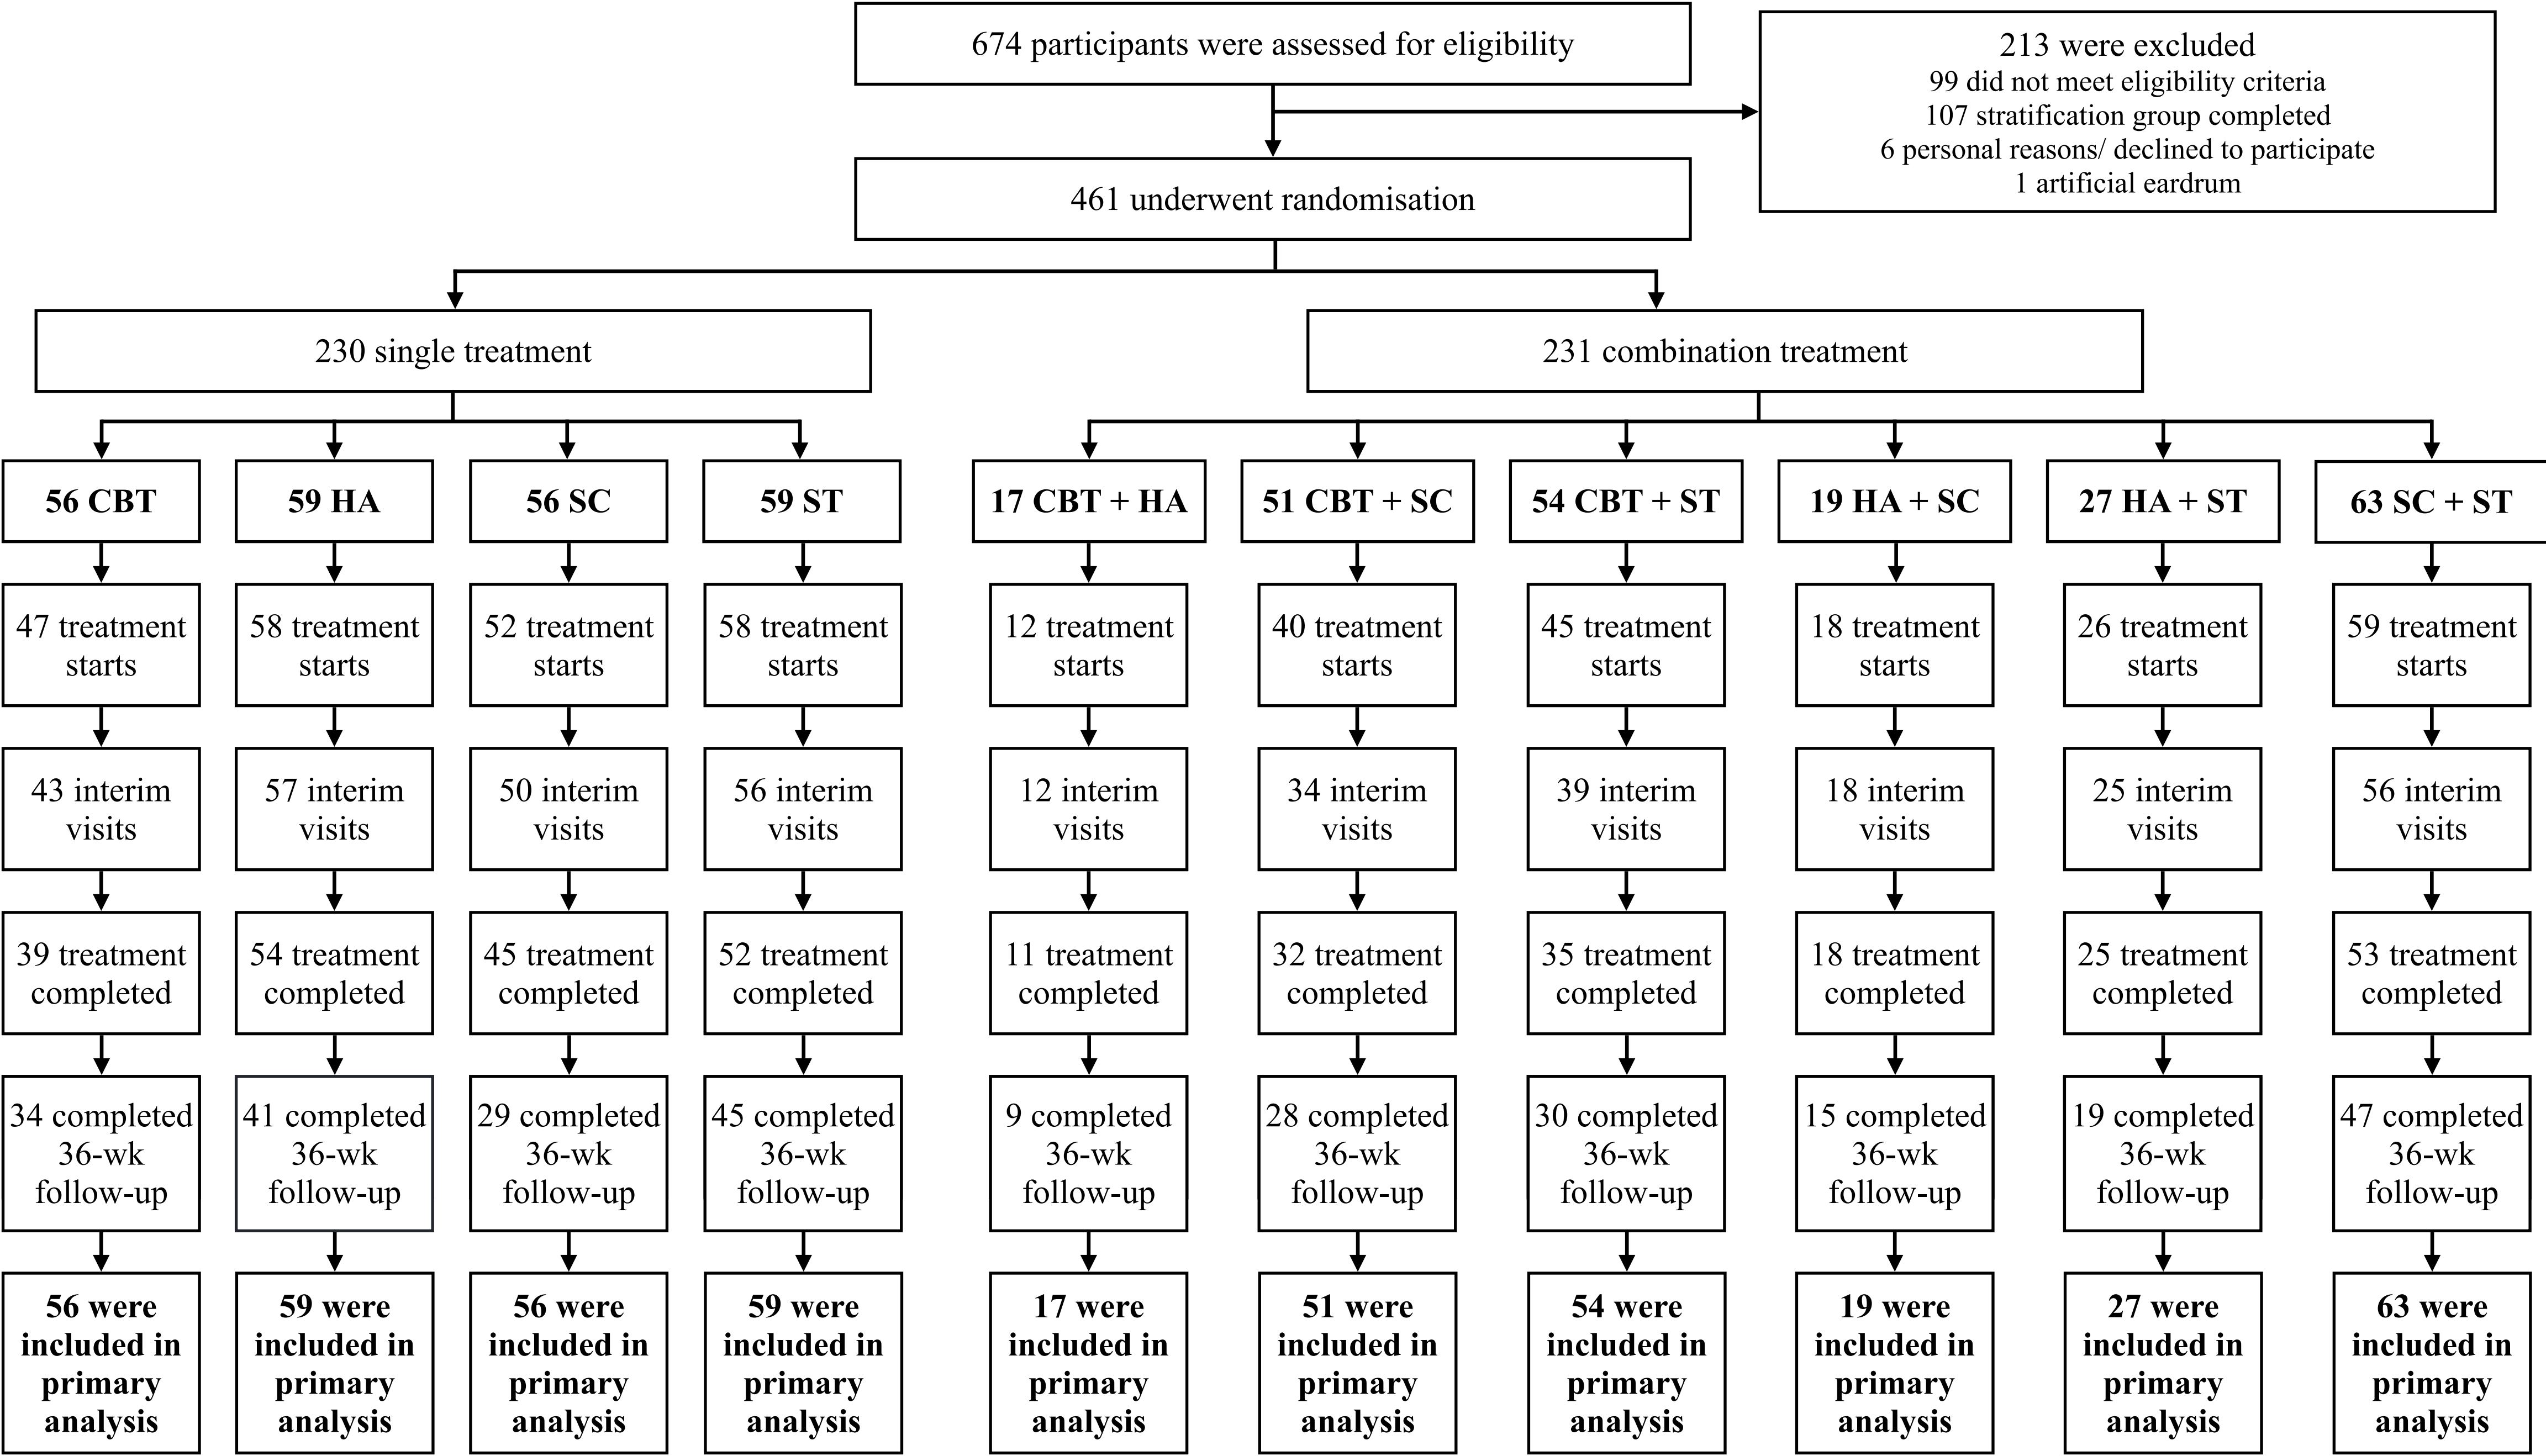 674 participants were assessed for eligibility
213 were excluded
99 did not meet eligibility criteria
107 stratification group completed
6 personal reasons/ declined to participate
1 artificial eardrum
461 underwent randomisation
230 single treatment
231 combination treatment
56 CBT
59 HA
56 SC
59 ST
17 CBT + HA
51 CBT + SC
54 CBT + ST
19 HA + SC
27 HA + ST
63 SC + ST
47 treatment
starts
58 treatment
starts
52 treatment
starts
58 treatment
starts
12 treatment
starts
40 treatment
starts
45 treatment
starts
18 treatment
starts
26 treatment
starts
59 treatment
starts
43 interim
visits
57 interim
visits
50 interim
visits
56 interim
visits
12 interim
visits
34 interim
visits
39 interim
visits
18 interim
visits
25 interim
visits
56 interim
visits
39 treatment
completed
54 treatment
completed
45 treatment
completed
52 treatment
completed
11 treatment
completed
32 treatment
completed
35 treatment
completed
18 treatment
completed
25 treatment
completed
53 treatment
completed
34 completed
36-wk
follow-up
41 completed
36-wk
follow-up
29 completed
36-wk
follow-up
45 completed
36-wk
follow-up
9 completed
36-wk
follow-up
28 completed
36-wk
follow-up
30 completed
36-wk
follow-up
15 completed
36-wk
follow-up
19 completed
36-wk
follow-up
47 completed
36-wk
follow-up
56 were
included in
primary
analysis
59 were
included in
primary
analysis
56 were
included in
primary
analysis
59 were
included in
primary
analysis
17 were
included in
primary
analysis
51 were
included in
primary
analysis
54 were
included in
primary
analysis
19 were
included in
primary
analysis
27 were
included in
primary
analysis
63 were
included in
primary
analysis